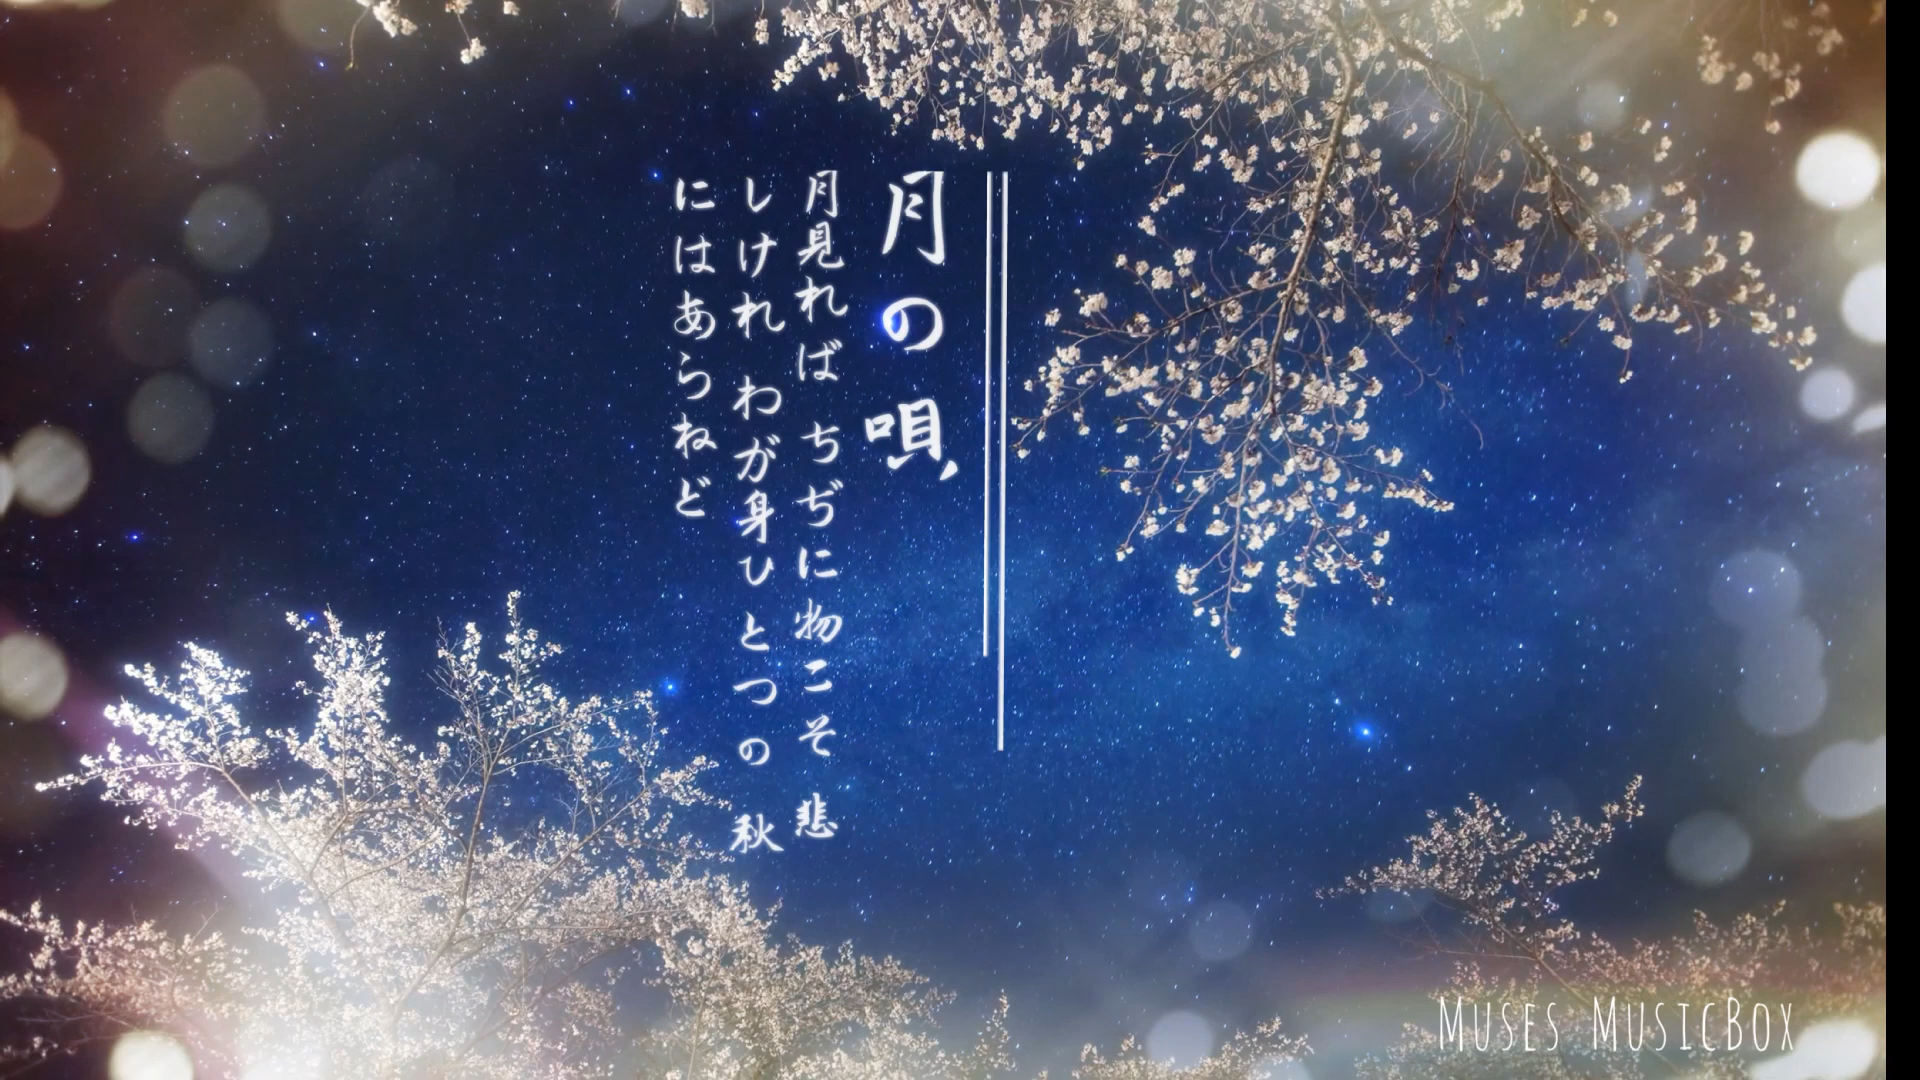 月の唄
月見れば ちぢに物こそ 悲
しけれ わが身ひとつの 秋
にはあらねど
Muses MusicBox